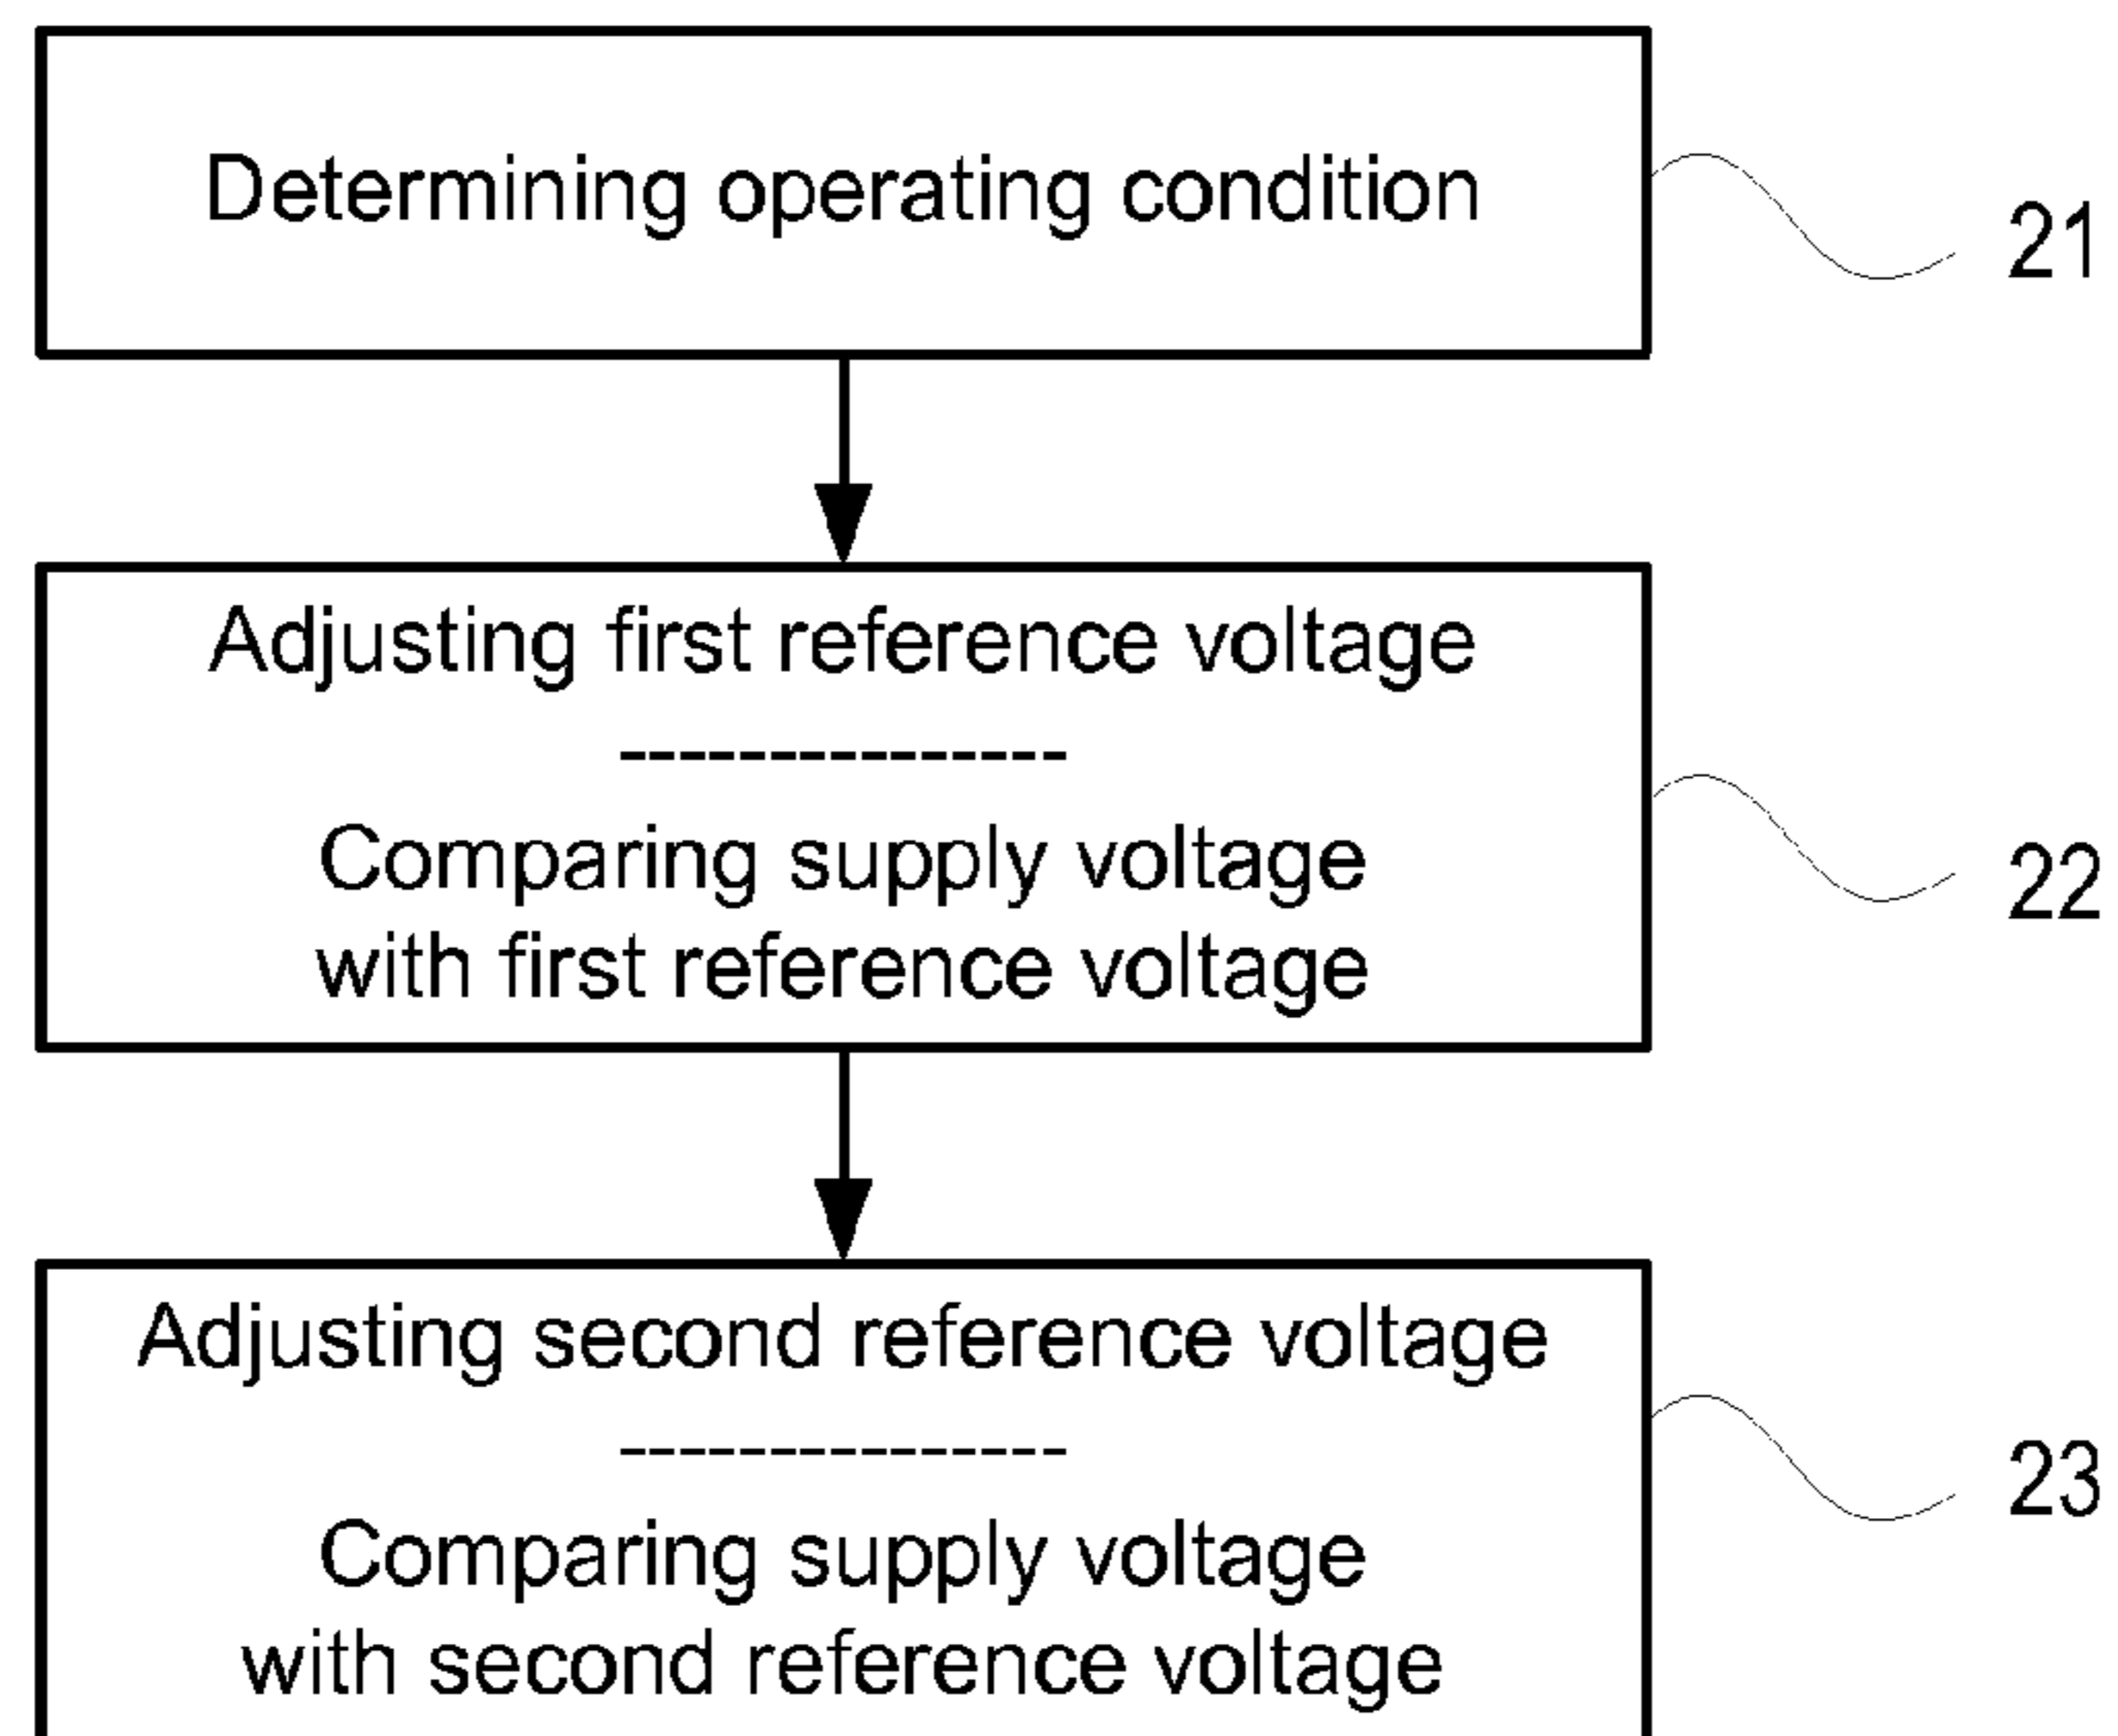 Determining operating condition
21
Adjusting first reference voltage
---------------
Comparing supply voltage
with first reference voltage
22
Adjusting second reference voltage
---------------
Comparing supply voltage
with second reference voltage
23